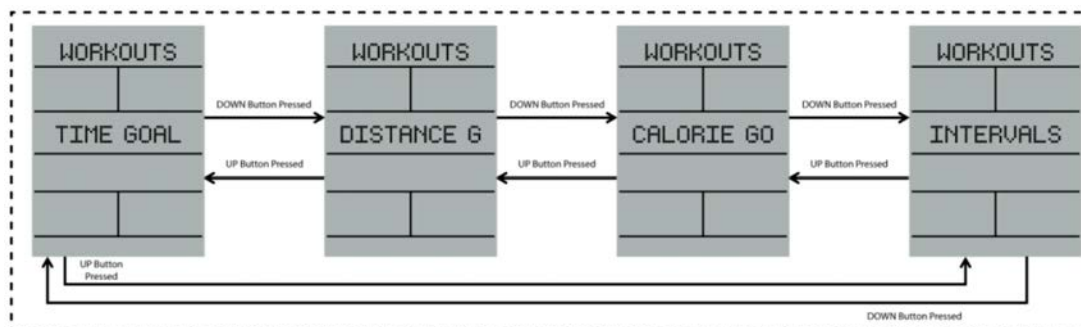 WORKOUTS
WORKOUTS
WORKOUTS
WORKOUTS
DOWN Button Pressed
DOWN Button Pressed
DOWN Button Pressed
TIME GOAL
DISTANCE G
CALORIE GO
INTERVALS
UP Button Pressed
UP Button Pressed
UP Button Pressed
UP Button
Pressed
DOWN Button Pressed